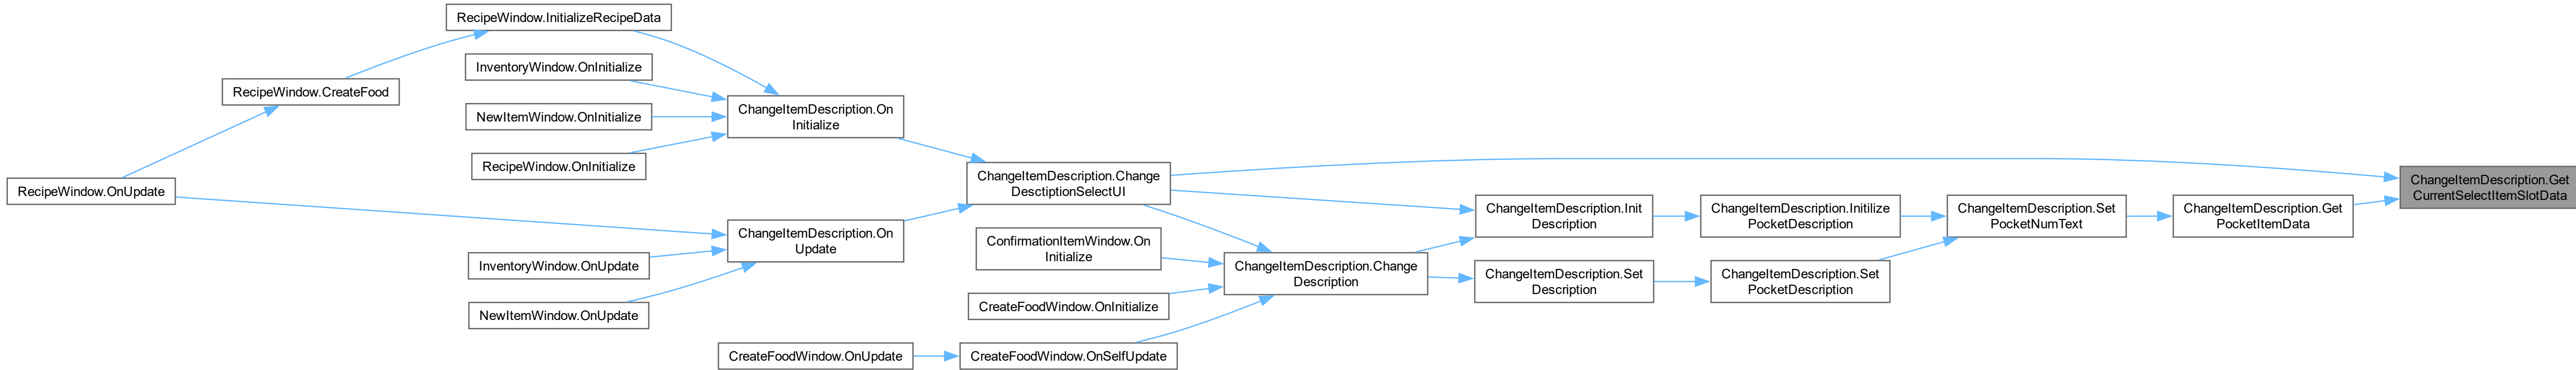 RecipeWindow.InitializeRecipeData
InventoryWindow.OnInitialize
RecipeWindow.CreateFood
ChangeItemDescription.On
Initialize
NewItemWindow.OnInitialize
RecipeWindow.OnInitialize
RecipeWindow.OnUpdate
ChangeItemDescription.Change
DesctiptionSelectUI
ChangeItemDescription.Get
CurrentSelectItemSlotData
ChangeItemDescription.On
Update
ConfirmationItemWindow.On
Initialize
ChangeItemDescription.Init
Description
ChangeItemDescription.Initilize
PocketDescription
ChangeItemDescription.Set
PocketNumText
ChangeItemDescription.Get
PocketItemData
InventoryWindow.OnUpdate
ChangeItemDescription.Change
Description
ChangeItemDescription.Set
Description
ChangeItemDescription.Set
PocketDescription
NewItemWindow.OnUpdate
CreateFoodWindow.OnInitialize
CreateFoodWindow.OnUpdate
CreateFoodWindow.OnSelfUpdate